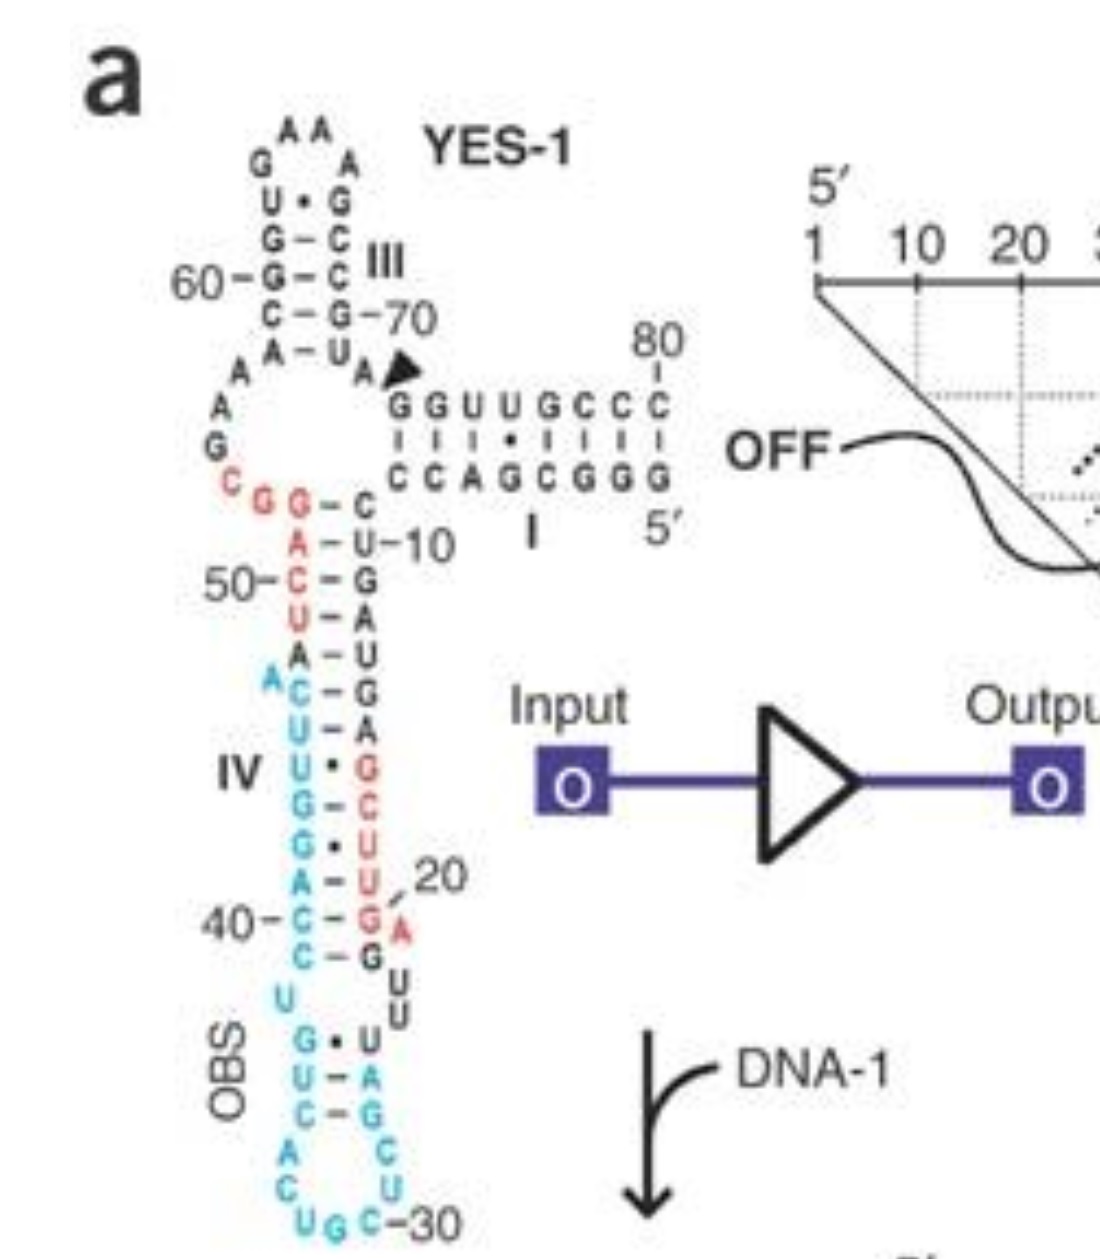 a
YES-1
A A
G A
U • G
G – C
III
60 – G – C
C – G – 70
A – U
A A
80
A
G G U U G C C C
G
C C A G C G G G
C
G G – C
I
5′
A – U – 10
50 – C – G
U – A
A – U
A C – G
U – A
IV
U • G
G – C
G • U
A – U
20
40 – C – G A
C – G
U
U U
OBS
G • U
U – A
C – G
A C
C U
U G C – 30
5′
1 10 20
OFF
Input
Outpu
O
O
DNA-1